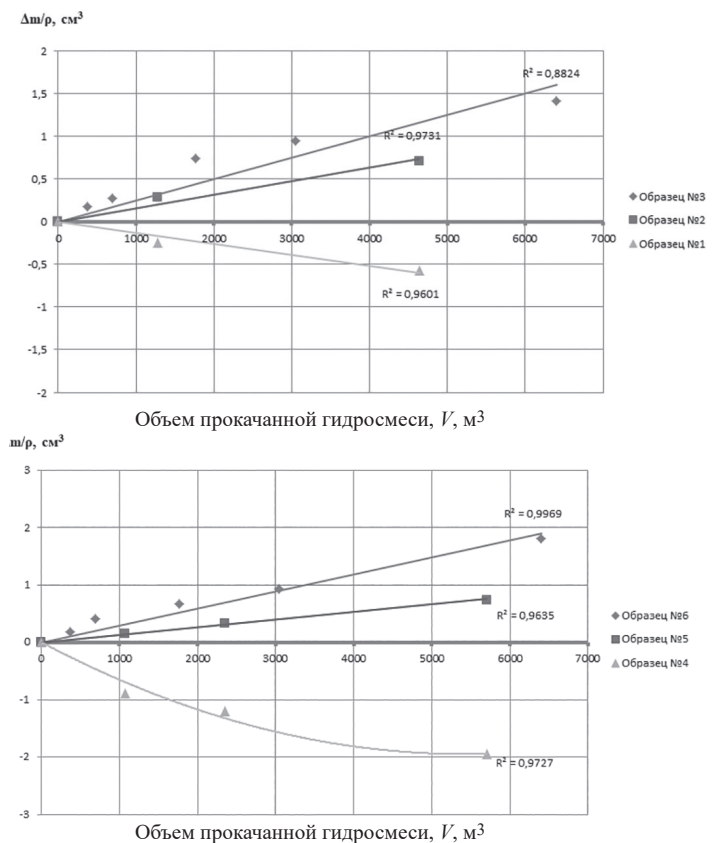 Δm/ρ, см³
2
1,5
1
0,5
0
-0,5
-1
-1,5
-2
0 1000 2000 3000 4000 5000 6000 7000
R² = 0,8824
R² = 0,9731
R² = 0,9601
Образец №3
Образец №2
Образец №1
Объем прокачанной гидросмеси, V, м³
m/ρ, см³
3
2
1
0
-1
-2
-3
0 1000 2000 3000 4000 5000 6000 7000 8000
R² = 0,9969
R² = 0,9635
R² = 0,9727
Образец №6
Образец №5
Образец №4
Объем прокачанной гидросмеси, V, м³